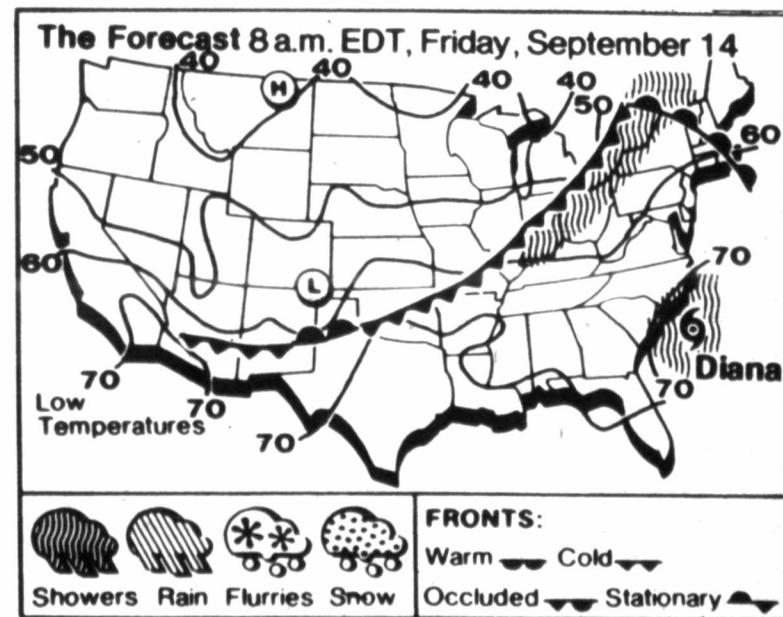 The Forecast 8 a.m. EDT, Friday, September 14
40 40 40 40
50
60
50
60
H
L
70
Diana
70
70
70
70
Low
Temperatures
Showers Rain Flurries Snow
FRONTS:
Warm Cold
Occluded Stationary